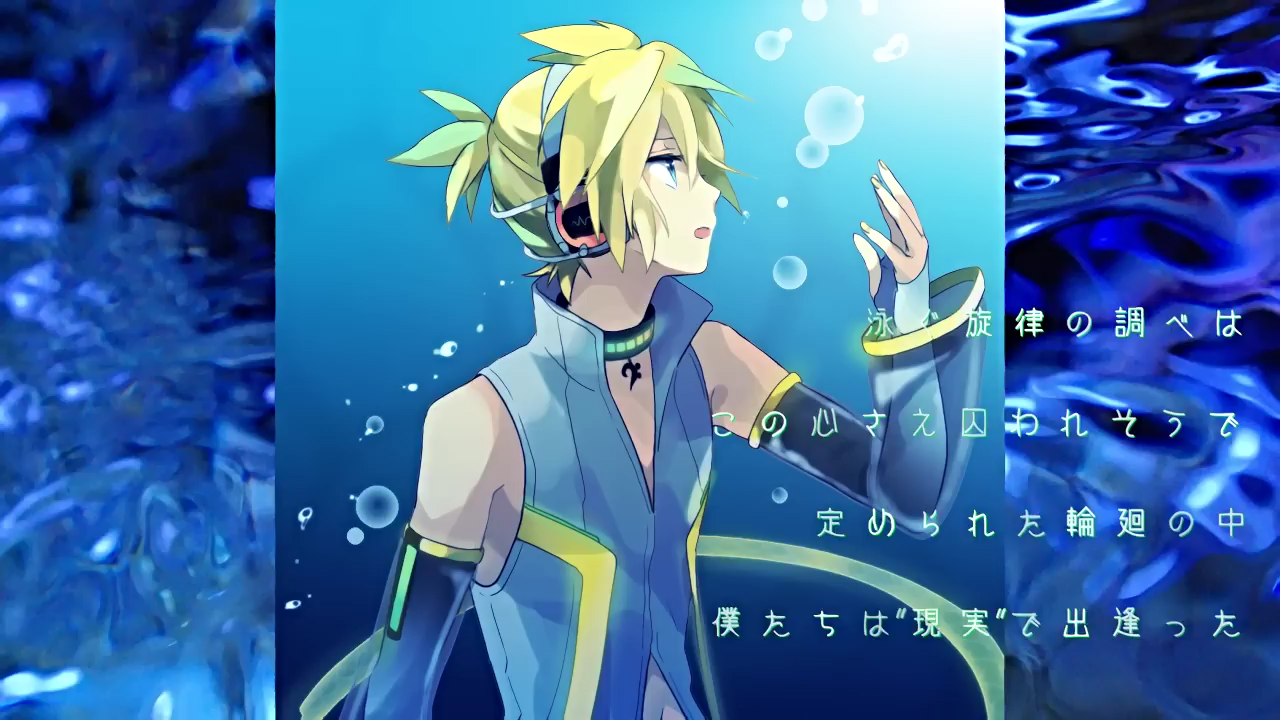 泳ぐ旋律の調べは
この心さえ囚われそうで
定められた輪廻の中
僕たちは"現実"で出逢った